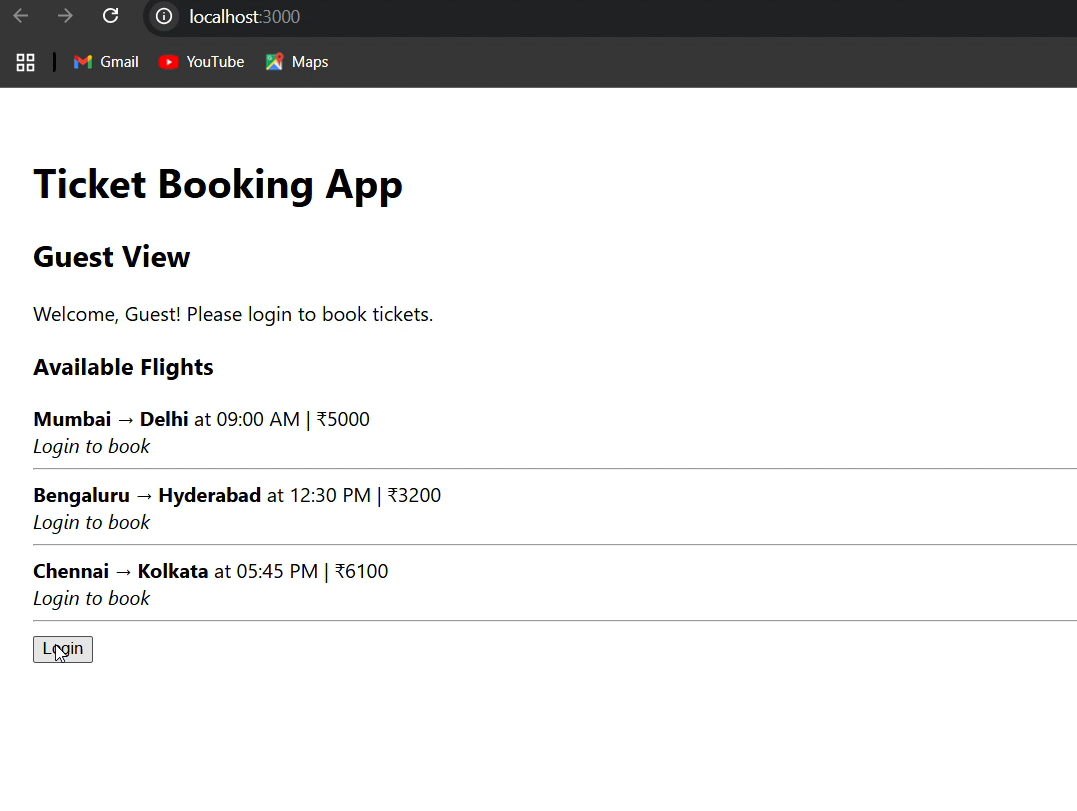 localhost:3000
Gmail YouTube Maps
Ticket Booking App
Guest View
Welcome, Guest! Please login to book tickets.
Available Flights
Mumbai → Delhi at 09:00 AM | ₹5000
Login to book
Bengaluru → Hyderabad at 12:30 PM | ₹3200
Login to book
Chennai → Kolkata at 05:45 PM | ₹6100
Login to book
Login